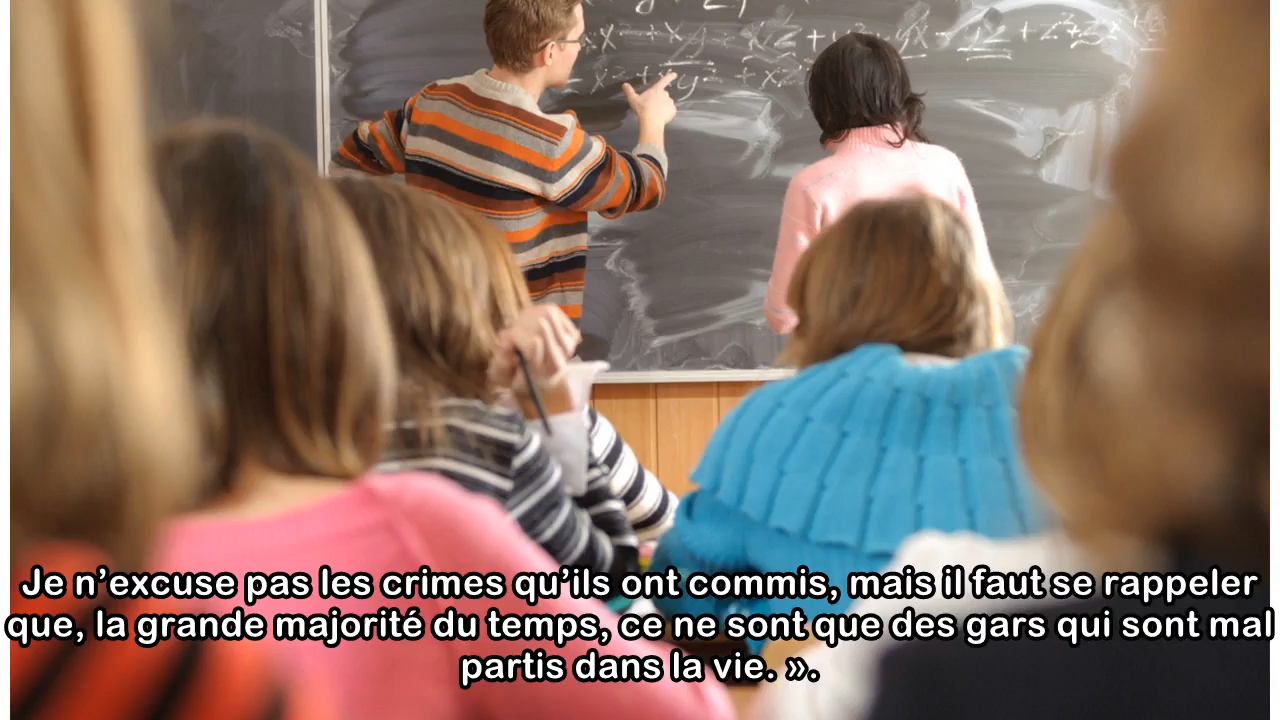 Je n’excuse pas les crimes qu’ils ont commis, mais il faut se rappeler
que, la grande majorité du temps, ce ne sont que des gars qui sont mal
partis dans la vie. ».